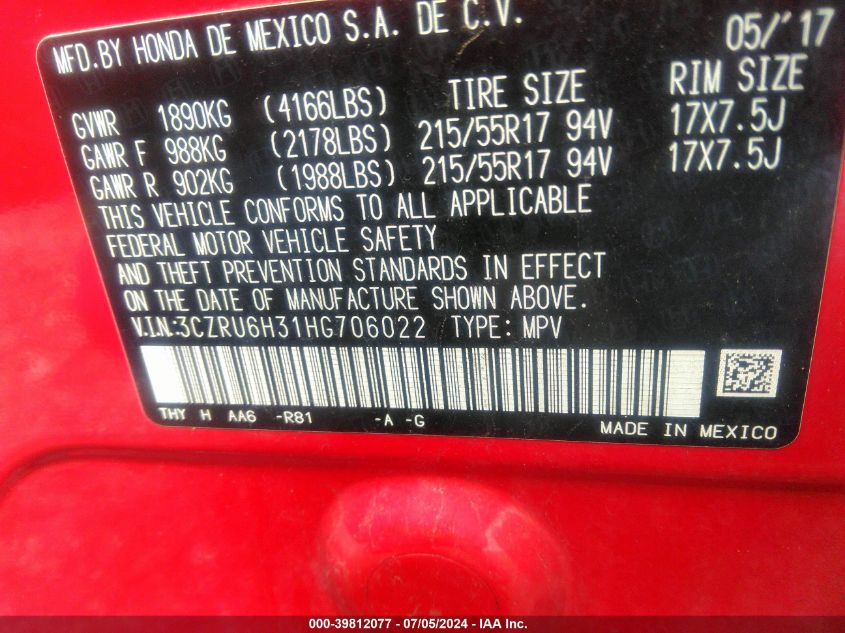 MFD.BY HONDA DE MEXICO S.A. DE C.V. 05/'17
TIRE SIZE RIM SIZE
GVWR 1890KG (4166LBS)
GAWR F 988KG (2178LBS) 215/55R17 94V 17X7.5J
GAWR R 902KG (1988LBS) 215/55R17 94V 17X7.5J
THIS VEHICLE CONFORMS TO ALL APPLICABLE
FEDERAL MOTOR VEHICLE SAFETY
AND THEFT PREVENTION STANDARDS IN EFFECT
ON THE DATE OF MANUFACTURE SHOWN ABOVE.
V.I.N:3CZRU6H31HG706022 TYPE: MPV
THY H AA6 -R81 -A -G
MADE IN MEXICO
000-39812077 - 07/05/2024 - IAA Inc.